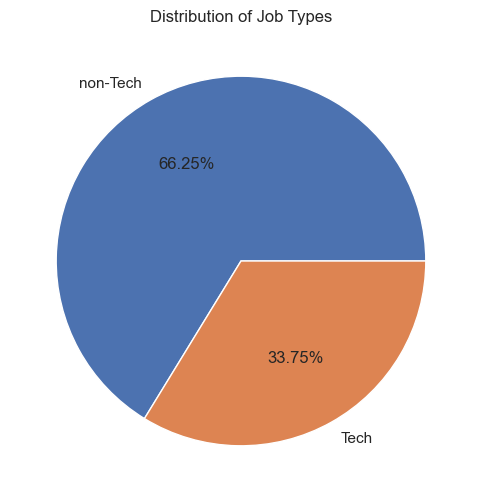 Distribution of Job Types
non-Tech
66.25%
33.75%
Tech